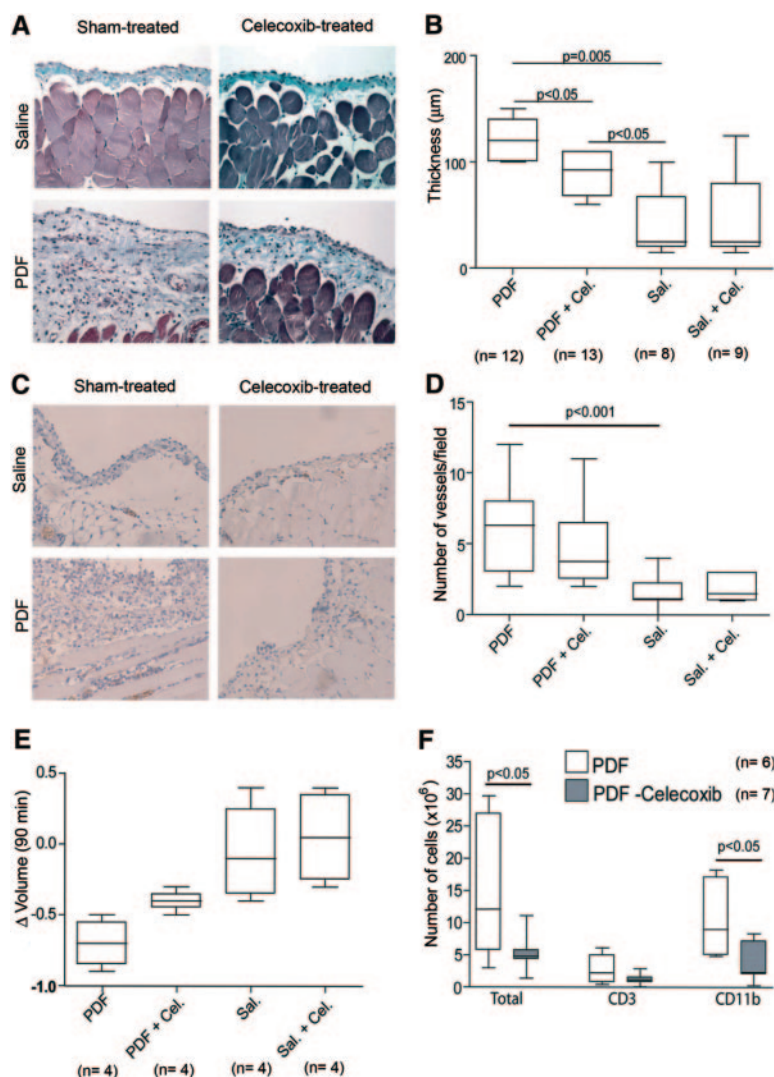 A
Sham-treated
Celecoxib-treated
Saline
PDF
B
p=0.005
p<0.05
p<0.05
Thickness (μm)
200
100
0
PDF
PDF + Cel.
Sal.
Sal. + Cel.
(n= 12)
(n= 13)
(n= 8)
(n= 9)
C
Sham-treated
Celecoxib-treated
Saline
PDF
D
p<0.001
Number of vessels/field
15
10
5
0
PDF
PDF + Cel.
Sal.
Sal. + Cel.
E
Δ Volume (90 min)
0.5
0.0
-0.5
-1.0
PDF
PDF + Cel.
Sal.
Sal. + Cel.
(n= 4)
(n= 4)
(n= 4)
(n= 4)
F
Number of cells (x10⁶)
35
30
25
20
15
10
5
0
PDF (n= 6)
PDF -Celecoxib (n= 7)
p<0.05
p<0.05
Total
CD3
CD11b